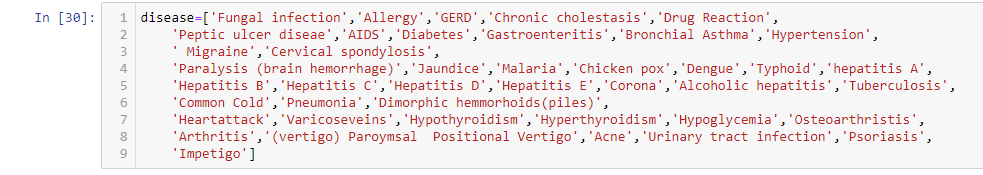 In [30]:
1 disease=['Fungal infection','Allergy','GERD','Chronic cholestasis','Drug Reaction',
2 'Peptic ulcer diseae','AIDS','Diabetes','Gastroenteritis','Bronchial Asthma','Hypertension',
3 ' Migraine','Cervical spondylosis',
4 'Paralysis (brain hemorrhage)','Jaundice','Malaria','Chicken pox','Dengue','Typhoid','hepatitis A',
5 'Hepatitis B','Hepatitis C','Hepatitis D','Hepatitis E','Corona','Alcoholic hepatitis','Tuberculosis',
6 'Common Cold','Pneumonia','Dimorphic hemmorhoids(piles)',
7 'Heartattack','Varicoseveins','Hypothyroidism','Hyperthyroidism','Hypoglycemia','Osteoarthristis',
8 'Arthritis','(vertigo) Paroymsal  Positional Vertigo','Acne','Urinary tract infection','Psoriasis',
9 'Impetigo']